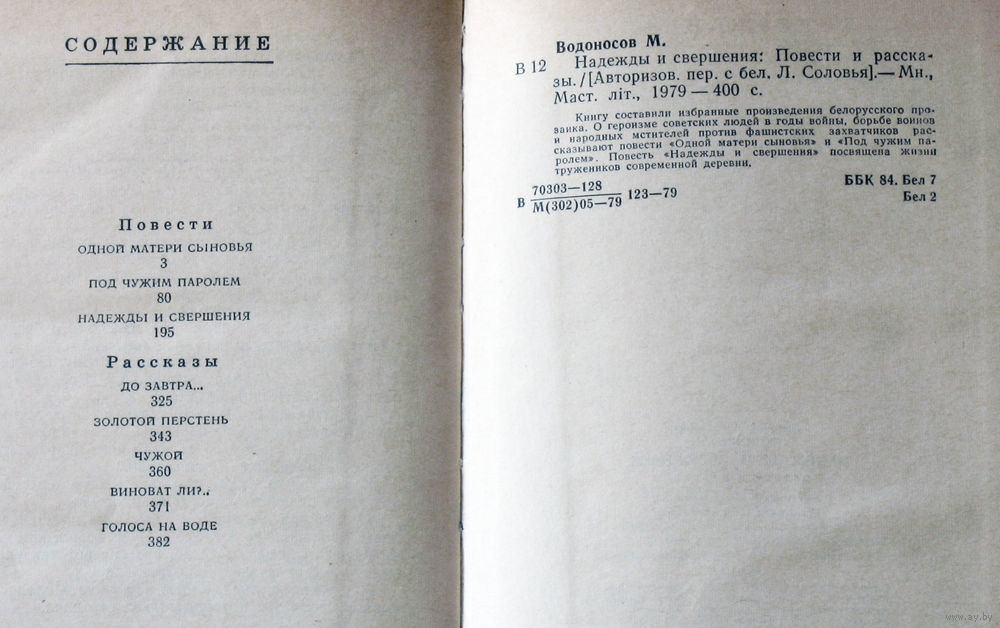 СОДЕРЖАНИЕ
Повести
ОДНОЙ МАТЕРИ СЫНОВЬЯ
3
ПОД ЧУЖИМ ПАРОЛЕМ
80
НАДЕЖДЫ И СВЕРШЕНИЯ
195
Рассказы
ДО ЗАВТРА...
325
ЗОЛОТОЙ ПЕРСТЕНЬ
343
ЧУЖОЙ
360
ВИНОВАТ ЛИ?..
371
ГОЛОСА НА ВОДЕ
382
Водоносов М.
В 12 Надежды и свершения: Повести и расска-
зы./[Авторизов. пер. с бел. Л. Соловья].— Мн.,
Маст. літ., 1979 — 400 с.
Книгу составили избранные произведения белорусского про-
заика. О героизме советских людей в годы войны, борьбе воинов
и народных мстителей против фашистских захватчиков рас-
сказывают повести «Одной матери сыновья» и «Под чужим па-
ролем». Повесть «Надежды и свершения» посвящена жизни
тружеников современной деревни.
В 70303—128
М(302)05—79 123—79
ББК 84. Бел 7
Бел 2
www.ay.by